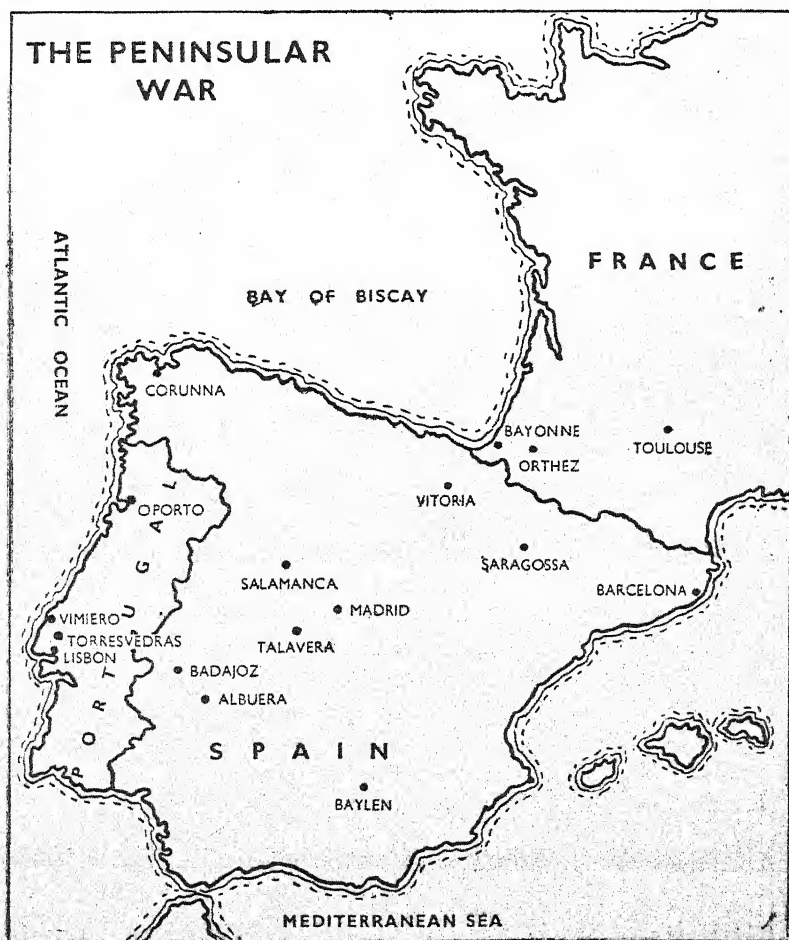 THE PENINSULAR
WAR
ATLANTIC OCEAN
FRANCE
BAY OF BISCAY
CORUNNA
BAYONNE
ORTHEZ
TOULOUSE
VITORIA
OPORTO
PORTUGAL
SARAGOSSA
SALAMANCA
BARCELONA
MADRID
VIMIERO
TALAVERA
TORRESVEDRAS
LISBON
BADAJOZ
ALBUERA
SPAIN
BAYLEN
MEDITERRANEAN SEA